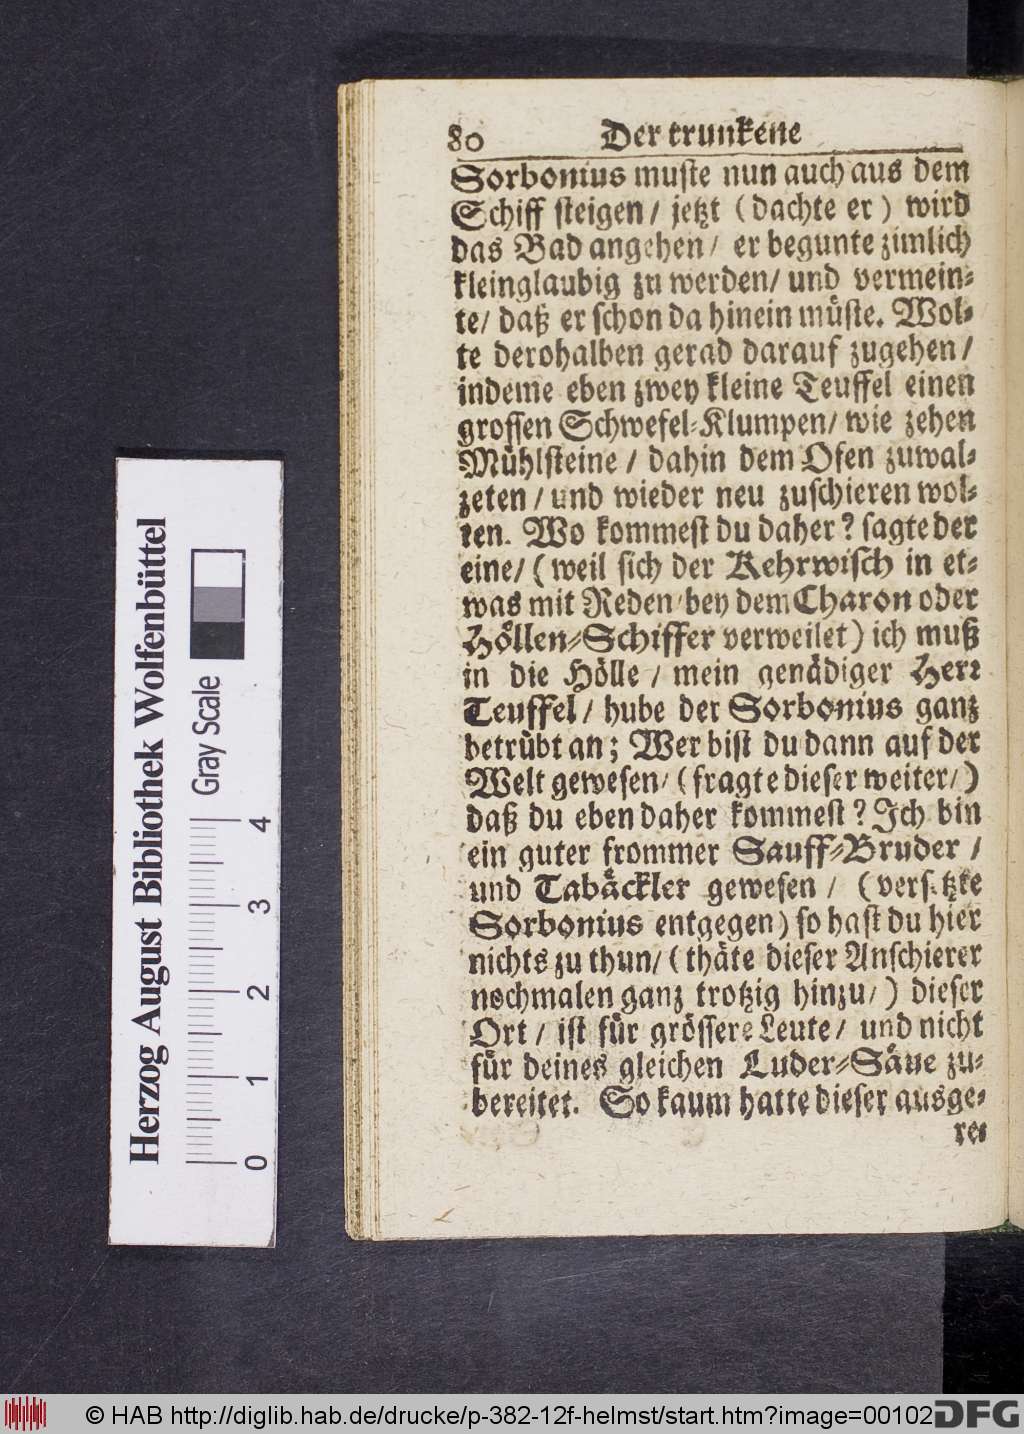 80 Der trunkene
Sorbonius muſte nun auch aus dem
Schiff ſteigen / jetzt (dachte er) wird
das Bad angehen / er begunte zimlich
kleinglaubig zu werden / und vermein⸗
te / daß er ſchon da hinein müſte. Wol⸗
te derohalben gerad darauf zugehen /
indeme eben zwey kleine Teuffel einen
groſſen Schwefel⸗Klumpen / wie zehen
Mühlſteine / dahin dem Ofen zuwal⸗
zeten / und wieder neu zuſchieren wol⸗
ten. Wo kommeſt du daher? ſagte der
eine / (weil ſich der Kehrwiſch in et⸗
was mit Reden bey dem Charon oder
Höllen⸗Schiffer verweilet) ich muß
in die Hölle / mein genädiger Herr
Teuffel / hube der Sorbonius ganz
betrübt an; Wer biſt du dann auf der
Welt geweſen / (fragte dieſer weiter /)
daß du eben daher kommeſt? Ich bin
ein guter frommer Sauff⸗Bruder /
und Tabäckler geweſen / (verſetzte
Sorbonius entgegen) ſo haſt du hier
nichts zu thun / (thäte dieſer Anſchierer
nochmalen ganz trotzig hinzu /) dieſer
Ort / iſt für gröſſere Leute / und nicht
für deines gleichen Luder⸗Säue zu⸗
bereitet. So kaum hatte dieſer ausge⸗
re⸗
Herzog August Bibliothek Wolfenbüttel
Gray Scale
0 1 2 3 4
© HAB http://diglib.hab.de/drucke/p-382-12f-helmst/start.htm?image=00102
DFG